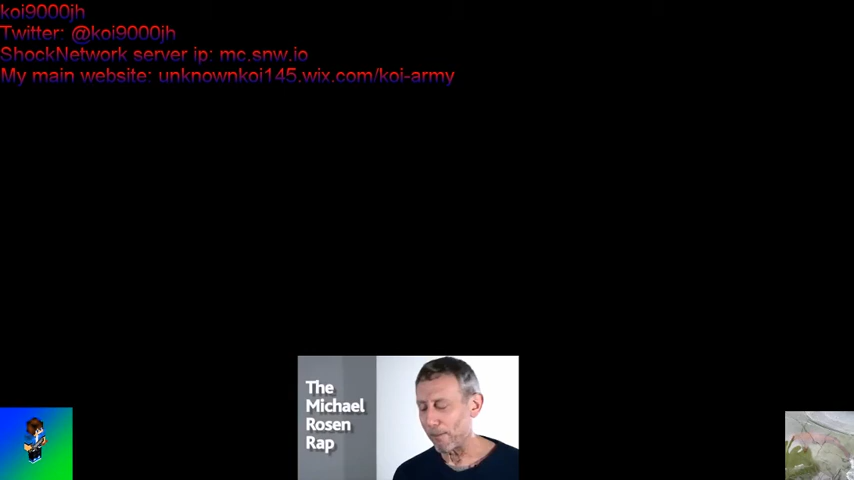 koi9000jh
Twitter: @koi9000jh
ShockNetwork server ip: mc.snw.io
My main website: unknownkoi145.wix.com/koi-army
The
Michael
Rosen
Rap